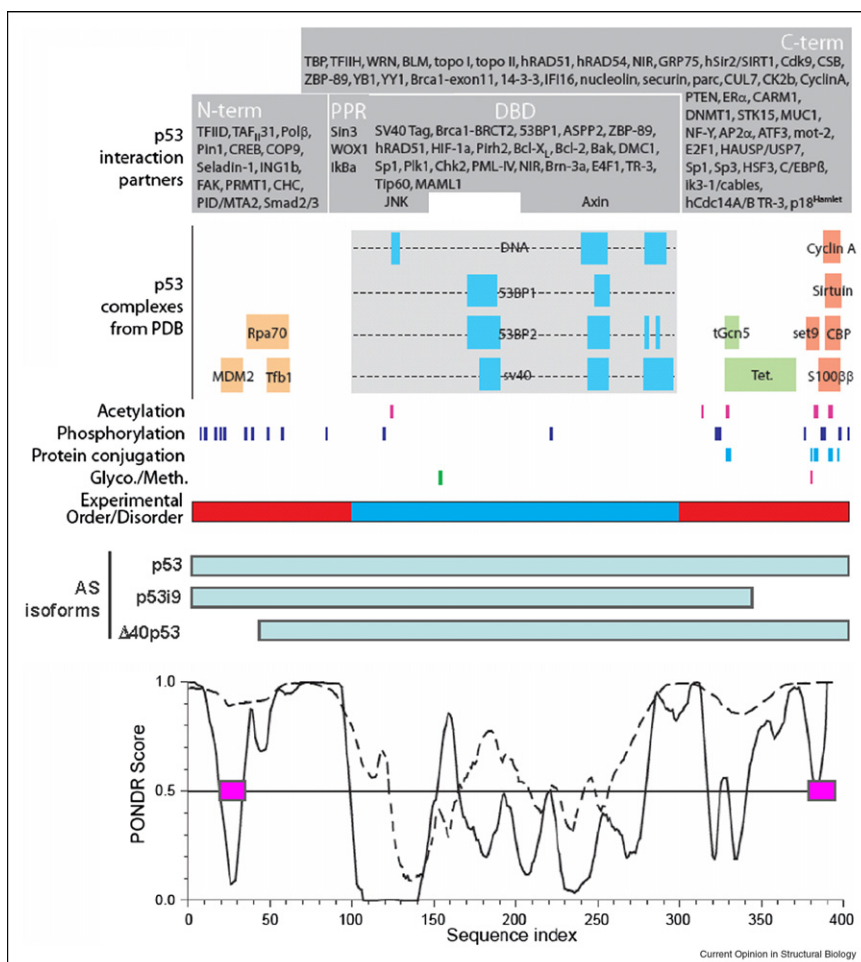 C-term
TBP, TFIIH, WRN, BLM, topo I, topo II, hRAD51, hRAD54, NIR, GRP75, hSir2/SIRT1, Cdk9, CSB,
ZBP-89, YB1, YY1, Brca1-exon11, 14-3-3, IFI16, nucleolin, securin, parc, CUL7, CK2b, CyclinA,
PTEN, ERα, CARM1,
DNMT1, STK15, MUC1,
NF-Y, AP2α, ATF3, mot-2,
E2F1, HAUSP/USP7,
Sp1, Sp3, HSF3, C/EBPβ,
ik3-1/cables,
hCdc14A/B TR-3, p18Hamlet
p53
interaction
partners
N-term
TFIID, TAFII31, Polβ,
Pin1, CREB, COP9,
Seladin-1, ING1b,
FAK, PRMT1, CHC,
PID/MTA2, Smad2/3
PPR
Sin3
WOX1
IkBa
DBD
SV40 Tag, Brca1-BRCT2, 53BP1, ASPP2, ZBP-89,
hRAD51, HIF-1a, Pirh2, Bcl-XL, Bcl-2, Bak, DMC1,
Sp1, Plk1, Chk2, PML-IV, NIR, Brn-3a, E4F1, TR-3,
Tip60, MAML1
JNK Axin
p53
complexes
from PDB
DNA Cyclin A
53BP1 Sirtuin
Rpa70 53BP2 tGcn5 set9 CBP
MDM2 Tfb1 sv40 Tet. S100ββ
Acetylation
Phosphorylation
Protein conjugation
Glyco./Meth.
Experimental
Order/Disorder
AS
isoforms
p53
p53i9
Δ40p53
PONDR Score
1.0
0.5
0.0
0 50 100 150 200 250 300 350 400
Sequence index
Current Opinion in Structural Biology